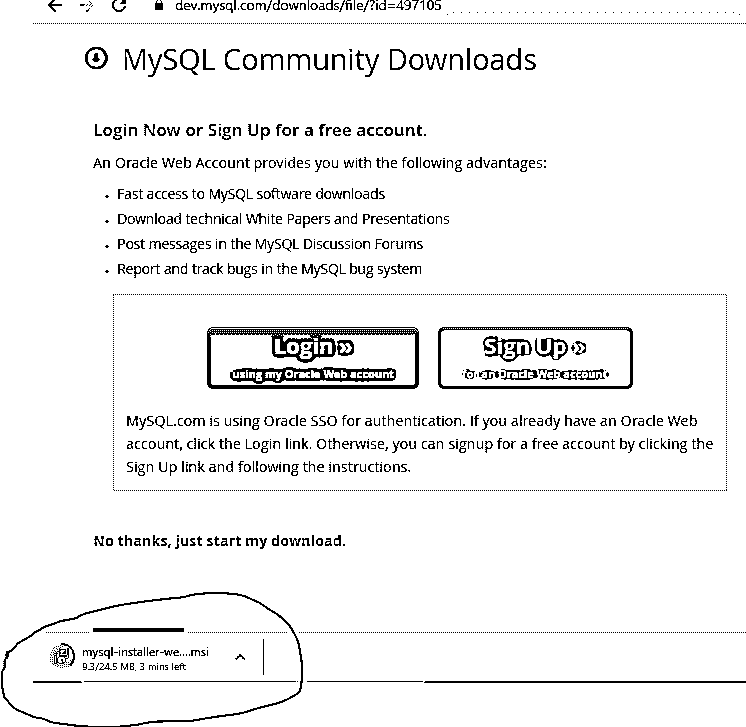 dev.mysql.com/downloads/file/?id=497105
MySQL Community Downloads
Login Now or Sign Up for a free account.
An Oracle Web Account provides you with the following advantages:
• Fast access to MySQL software downloads
• Download technical White Papers and Presentations
• Post messages in the MySQL Discussion Forums
• Report and track bugs in the MySQL bug system
Login »
using my Oracle Web account
Sign Up »
for an Oracle Web account
MySQL.com is using Oracle SSO for authentication. If you already have an Oracle Web
account, click the Login link. Otherwise, you can signup for a free account by clicking the
Sign Up link and following the instructions.
No thanks, just start my download.
mysql-installer-we....msi
9.3/24.5 MB, 3 mins left